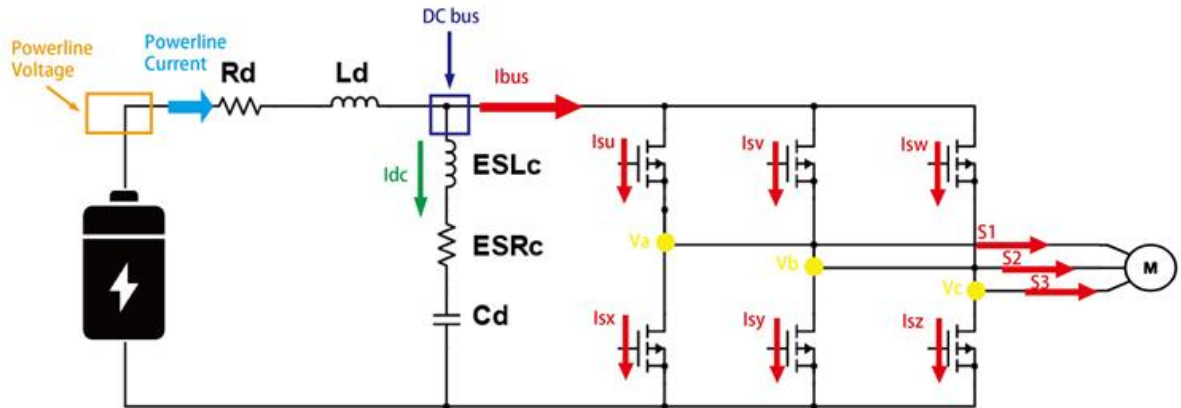 DC bus
Powerline
Voltage
Powerline
Current
Rd
Ld
Ibus
Idc
ESLc
ESRc
Cd
Isu
Isv
Isw
Va
Vb
Vc
S1
S2
S3
M
Isx
Isy
Isz